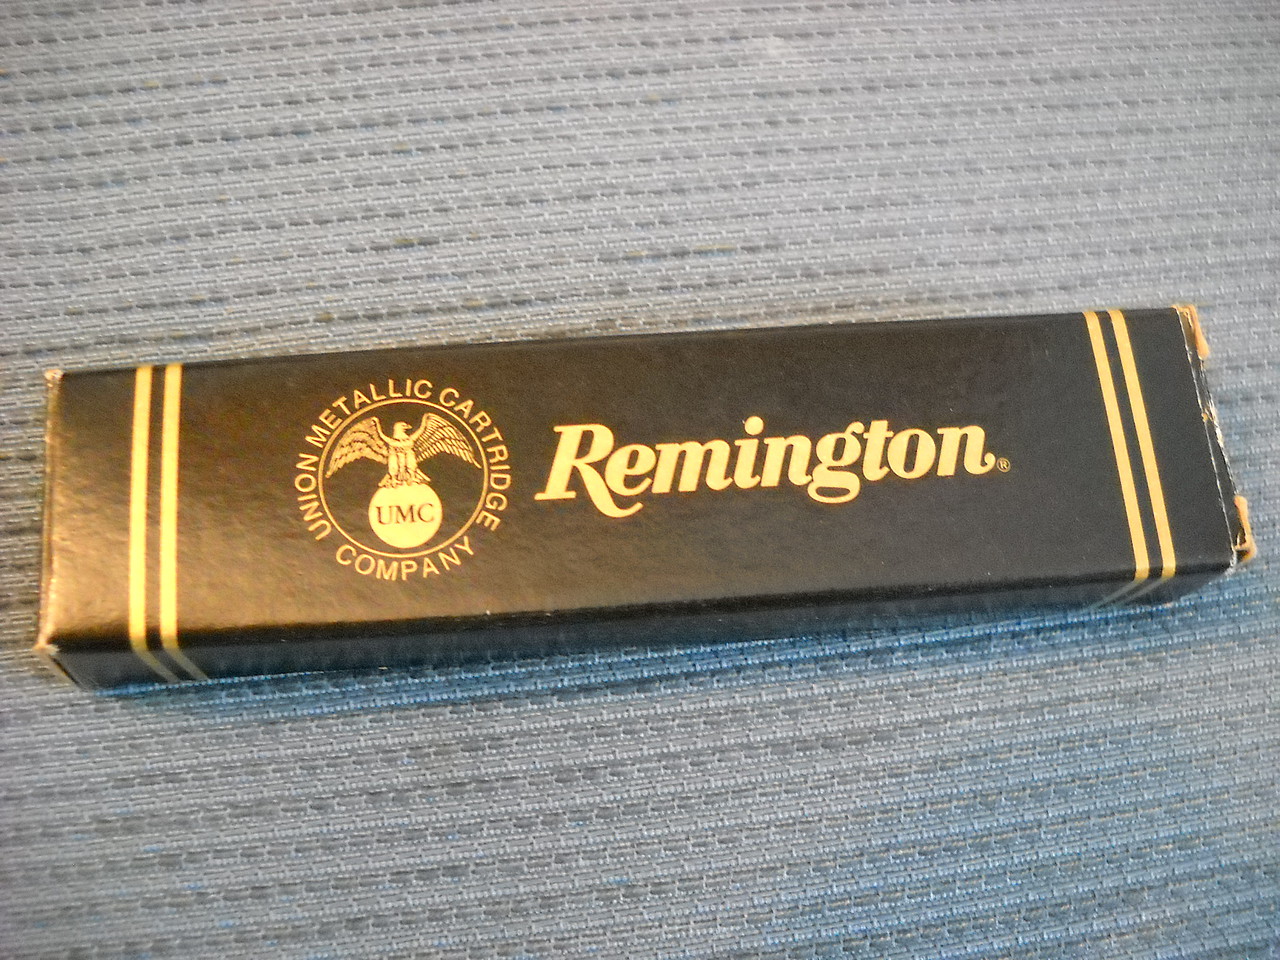 UNION METALLIC CARTRIDGE
COMPANY
UMC
Remington®